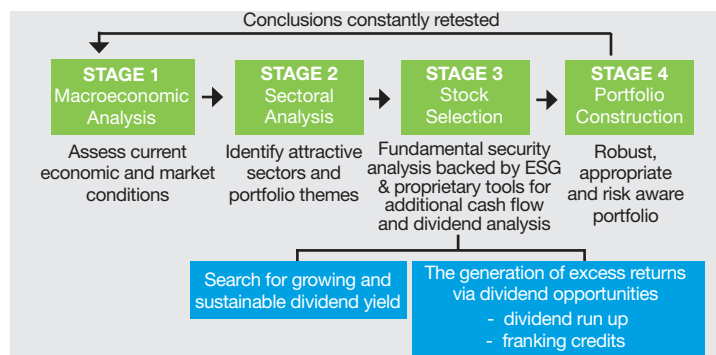 Conclusions constantly retested
STAGE 1
Macroeconomic
Analysis
Assess current
economic and market
conditions
STAGE 2
Sectoral
Analysis
Identify attractive
sectors and
portfolio themes
STAGE 3
Stock
Selection
Fundamental security
analysis backed by ESG
& proprietary tools for
additional cash flow
and dividend analysis
STAGE 4
Portfolio
Construction
Robust,
appropriate
and risk aware
portfolio
Search for growing and
sustainable dividend yield
The generation of excess returns
via dividend opportunities
- dividend run up
- franking credits